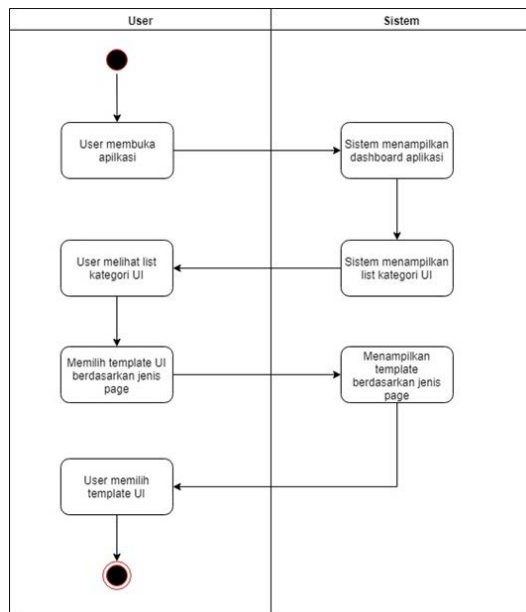 User
Sistem
User membuka
apilkasi
Sistem menampilkan
dashboard aplikasi
User melihat list
kategori UI
Sistem menampilkan
list kategori UI
Memilih template UI
berdasarkan jenis
page
Menampilkan
template
berdasarkan jenis
page
User memilih
template UI